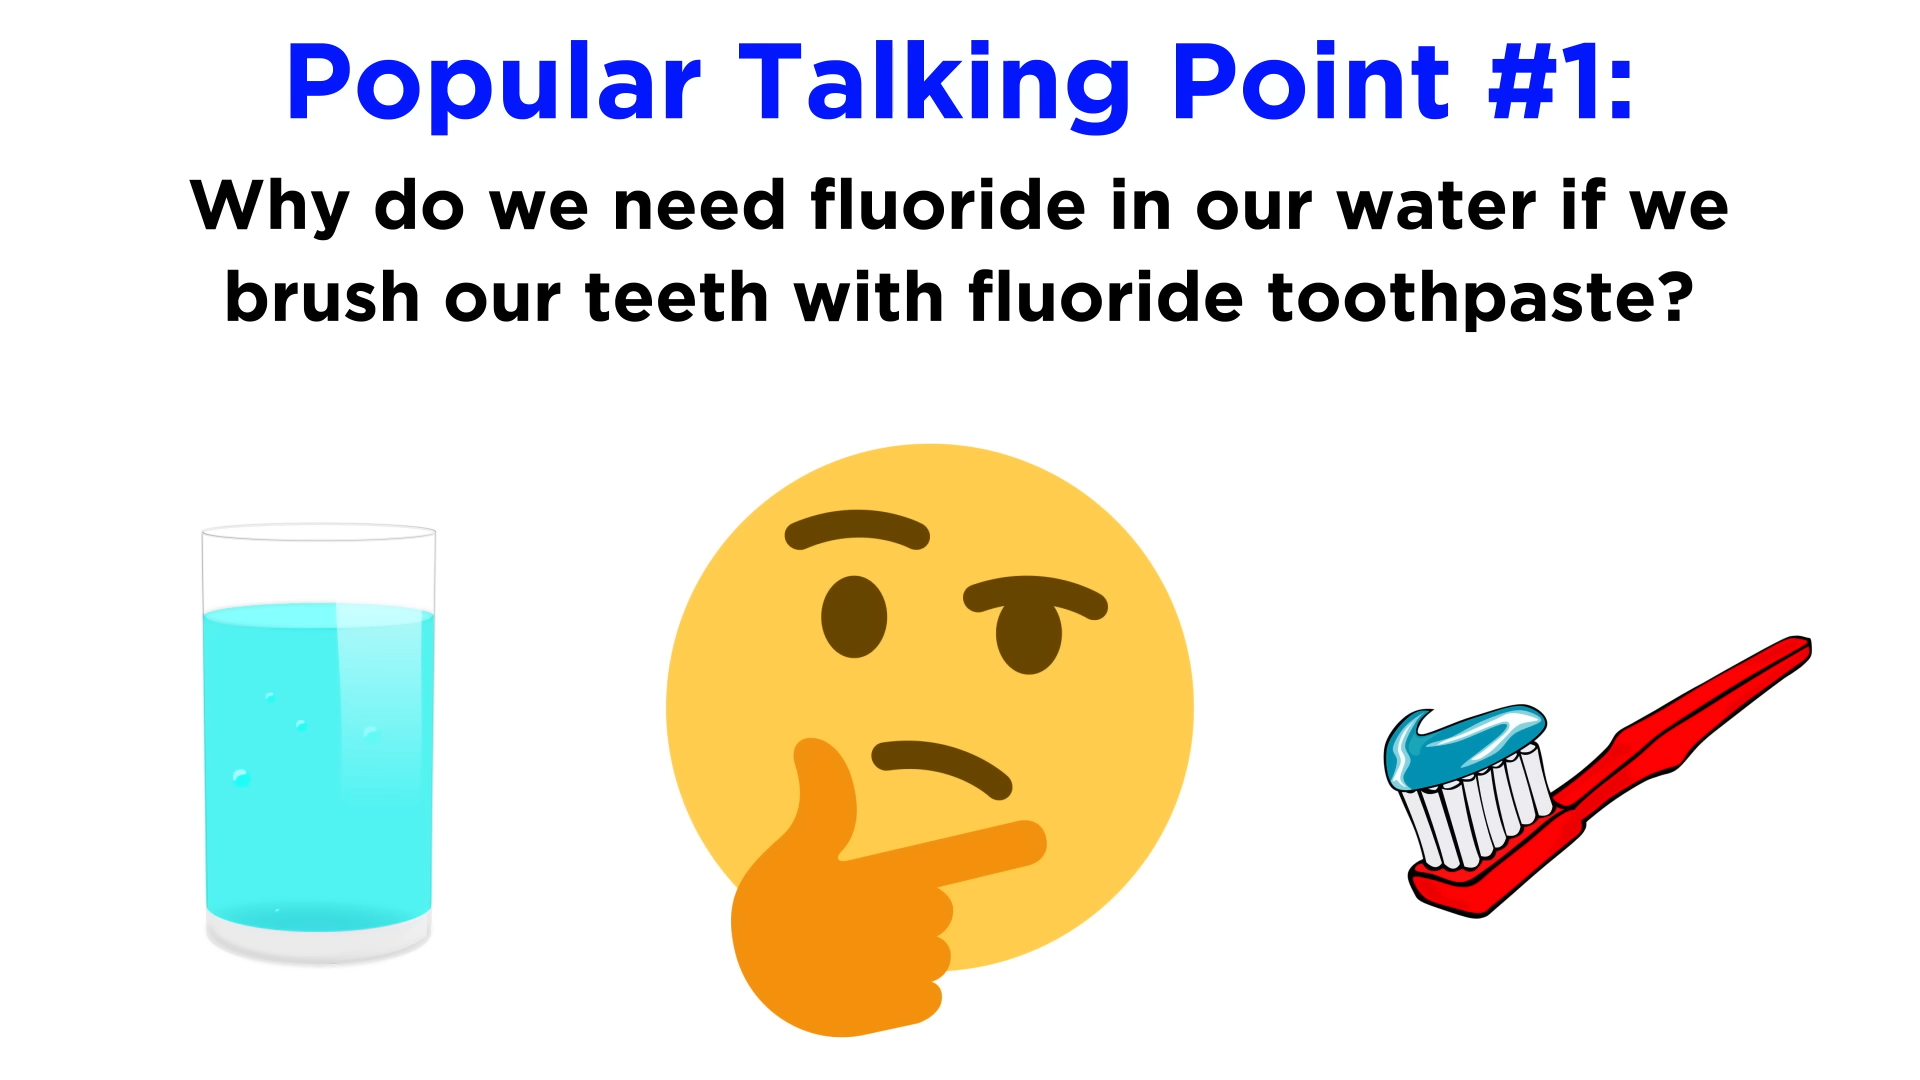 Popular Talking Point #1:
Why do we need fluoride in our water if we
brush our teeth with fluoride toothpaste?